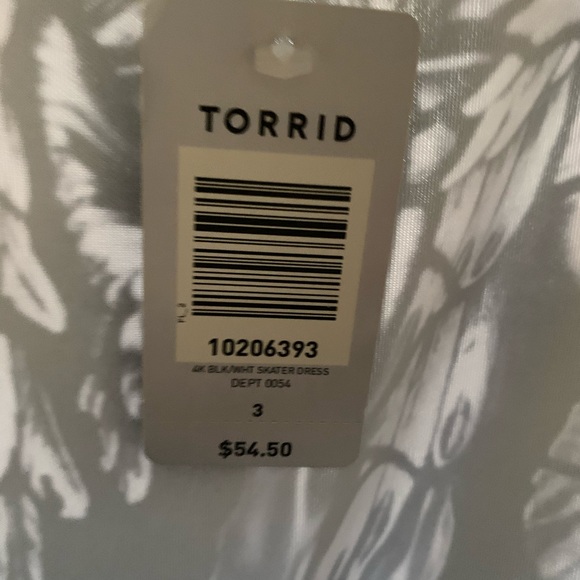 TORRID
10206393
4K BLK/WHT SKATER DRESS
DEPT 0054
3
$54.50